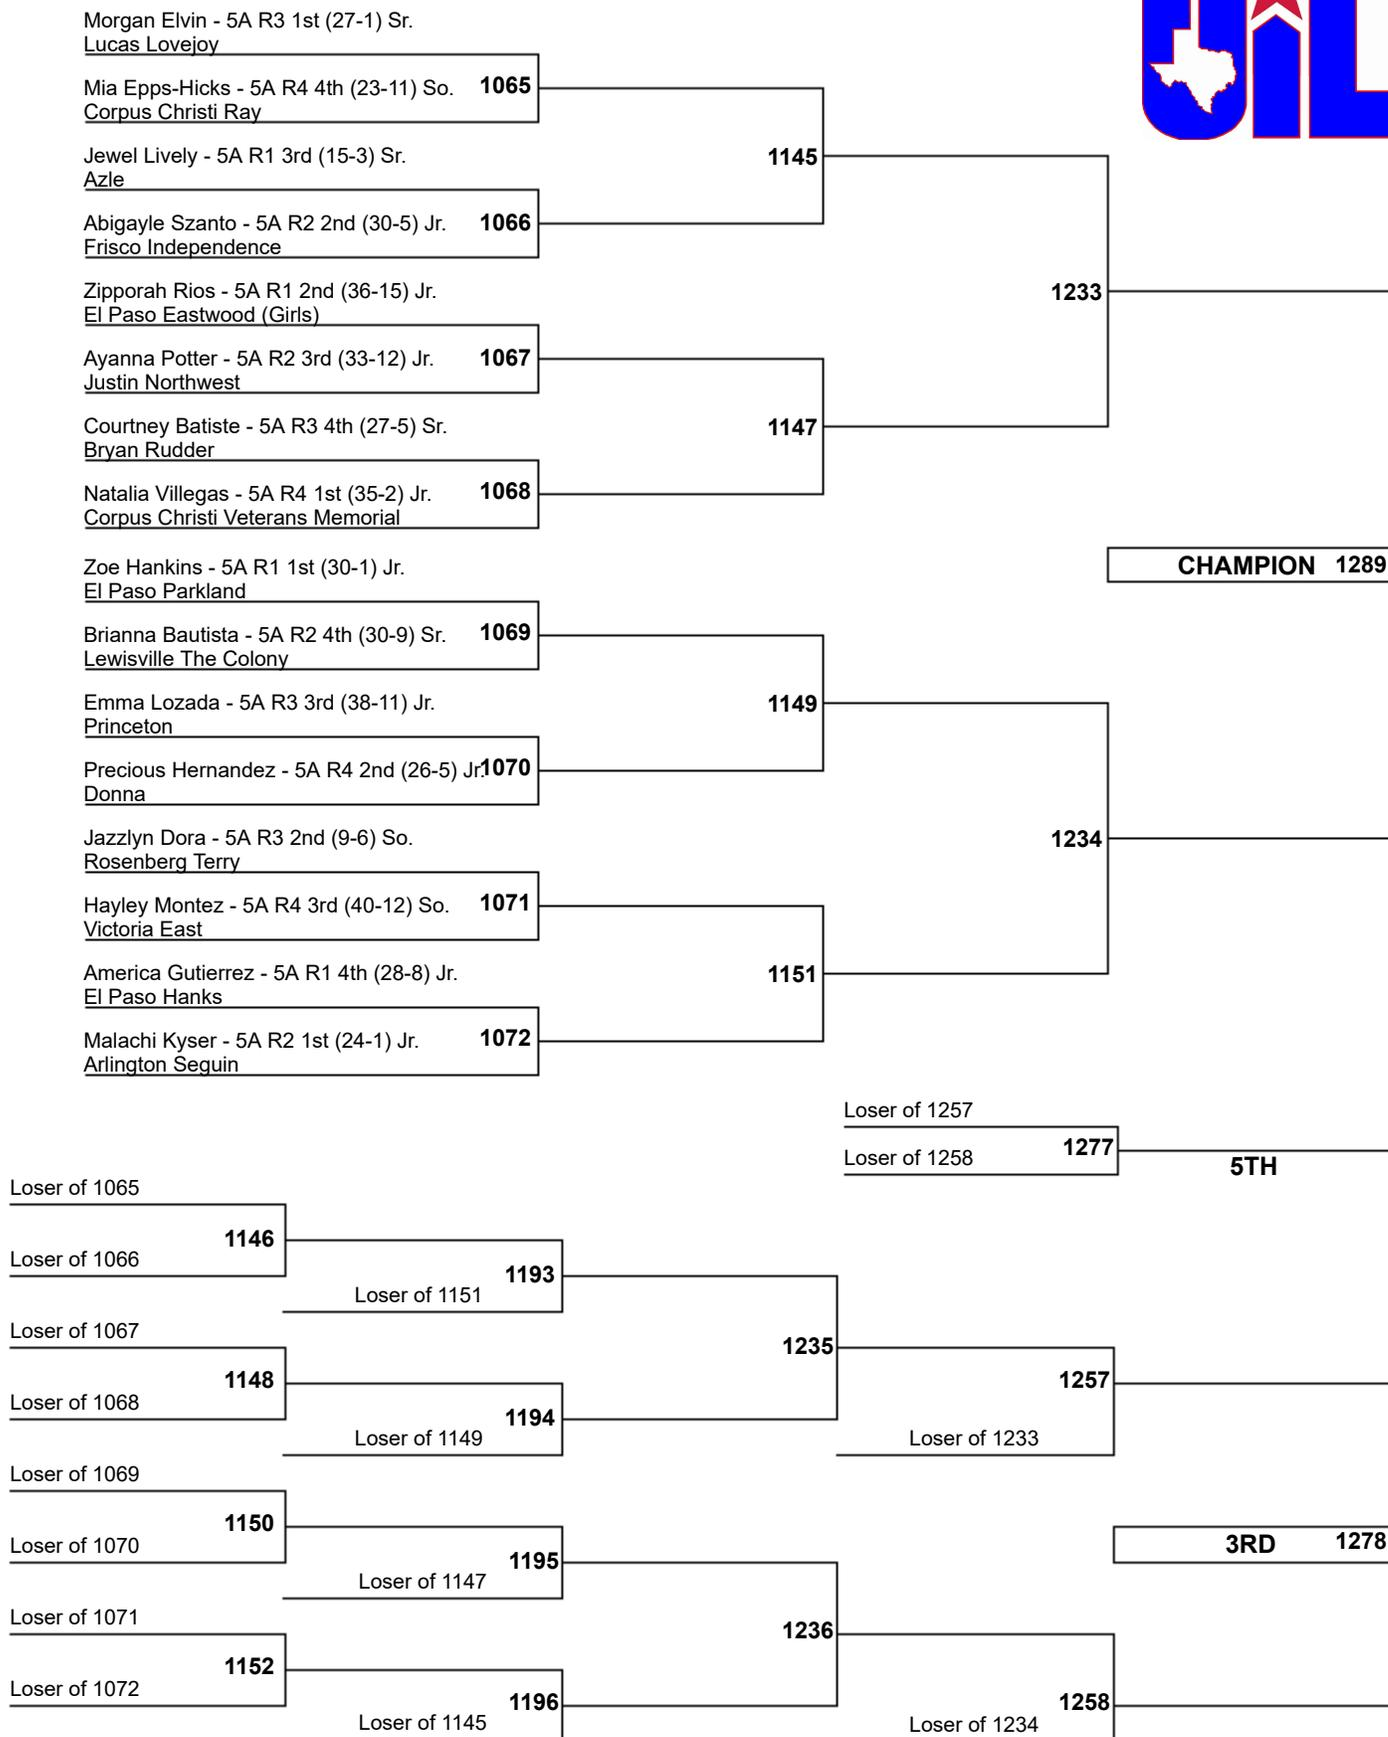 Morgan Elvin - 5A R3 1st (27-1) Sr.
Lucas Lovejoy
Mia Epps-Hicks - 5A R4 4th (23-11) So.
1065
Corpus Christi Ray
Jewel Lively - 5A R1 3rd (15-3) Sr.
1145
Azle
Abigayle Szanto - 5A R2 2nd (30-5) Jr.
1066
Frisco Independence
Zipporah Rios - 5A R1 2nd (36-15) Jr.
1233
El Paso Eastwood (Girls)
Ayanna Potter - 5A R2 3rd (33-12) Jr.
1067
Justin Northwest
Courtney Batiste - 5A R3 4th (27-5) Sr.
1147
Bryan Rudder
Natalia Villegas - 5A R4 1st (35-2) Jr.
1068
Corpus Christi Veterans Memorial
Zoe Hankins - 5A R1 1st (30-1) Jr.
CHAMPION 1289
El Paso Parkland
Brianna Bautista - 5A R2 4th (30-9) Sr.
1069
Lewisville The Colony
Emma Lozada - 5A R3 3rd (38-11) Jr.
1149
Princeton
Precious Hernandez - 5A R4 2nd (26-5) Jr.
1070
Donna
Jazzlyn Dora - 5A R3 2nd (9-6) So.
1234
Rosenberg Terry
Hayley Montez - 5A R4 3rd (40-12) So.
1071
Victoria East
America Gutierrez - 5A R1 4th (28-8) Jr.
1151
El Paso Hanks
Malachi Kyser - 5A R2 1st (24-1) Jr.
1072
Arlington Seguin
Loser of 1257
1277
Loser of 1258
5TH
Loser of 1065
1146
Loser of 1066
1193
Loser of 1151
Loser of 1067
1235
1148
1257
Loser of 1068
1194
Loser of 1149
Loser of 1233
Loser of 1069
1150
Loser of 1070
3RD 1278
1195
Loser of 1147
Loser of 1071
1236
1152
Loser of 1072
1196
1258
Loser of 1145
Loser of 1234
UIL